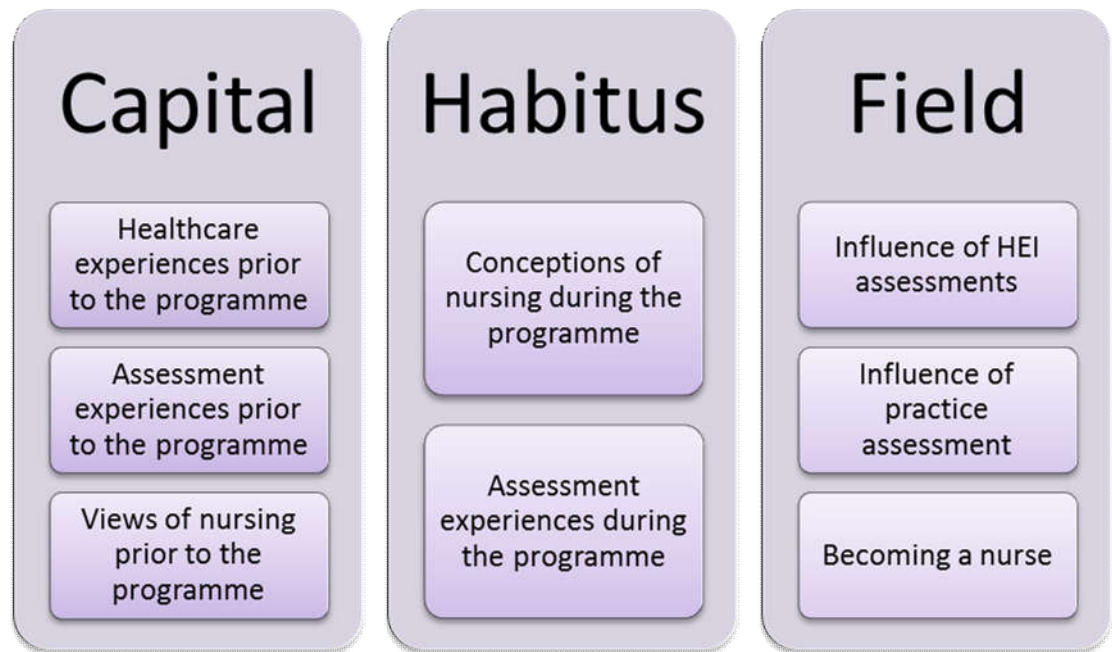 Capital
Healthcare
experiences prior
to the programme
Assessment
experiences prior
to the programme
Views of nursing
prior to the
programme
Habitus
Conceptions of
nursing during the
programme
Assessment
experiences during
the programme
Field
Influence of HEI
assessments
Influence of
practice
assessment
Becoming a nurse